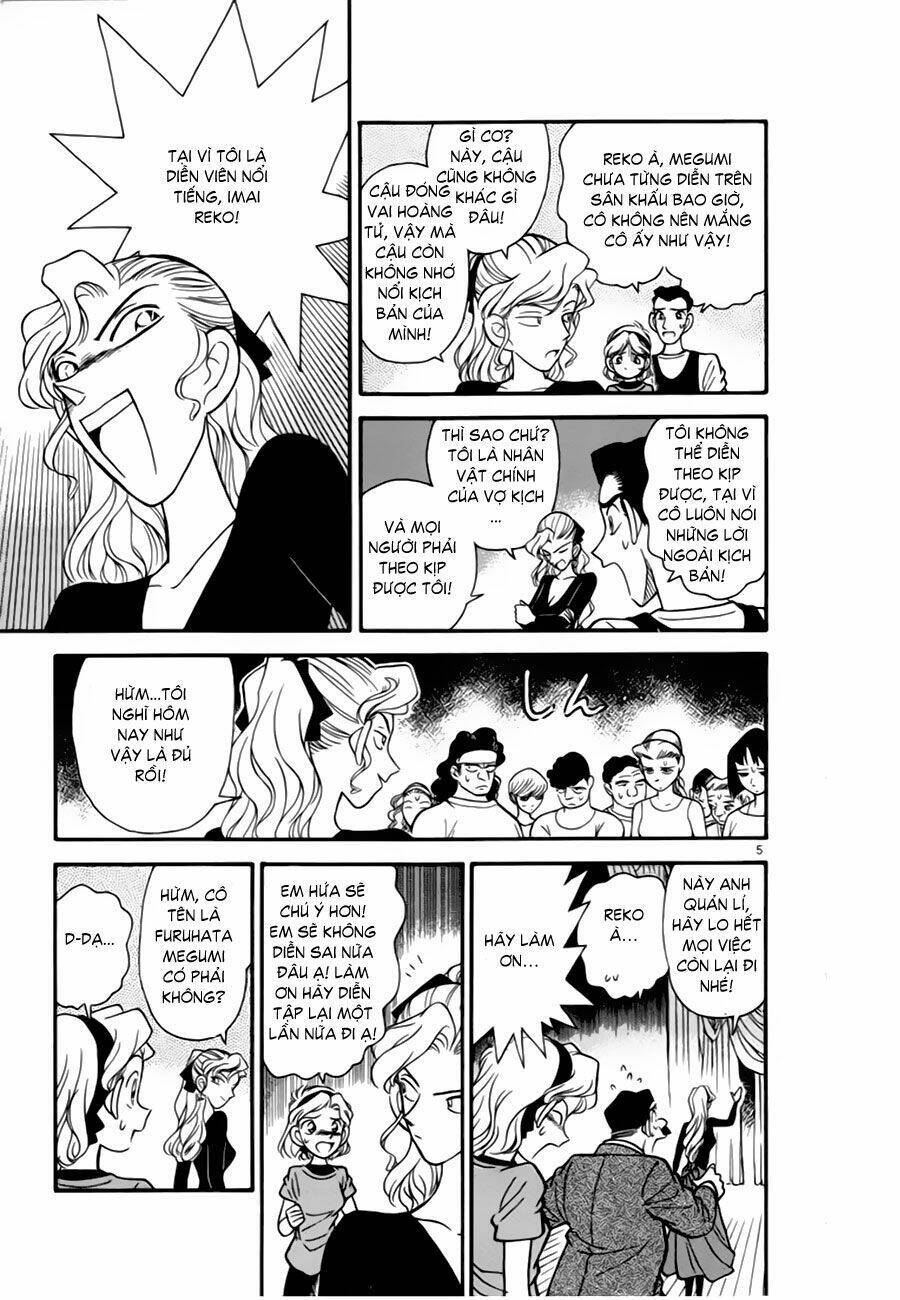 REKO À, MEGUMI
CHƯA TỪNG DIỄN TRÊN
SÂN KHẤU BAO GIỜ,
CÔ KHÔNG NÊN MẮNG
CÔ ẤY NHƯ VẬY!
GÌ CƠ?
NÀY, CẬU
CŨNG KHÔNG
KHÁC GÌ
ĐÂU!
CẬU ĐÓNG
VAI HOÀNG
TỬ, VẬY MÀ
CẬU CÒN
KHÔNG NHỚ
NỔI KỊCH
BẢN CỦA
MÌNH!
TÔI KHÔNG
THỂ DIỄN
THEO KỊP
ĐƯỢC, TẠI VÌ
CÔ LUÔN NÓI
NHỮNG LỜI
NGOÀI KỊCH
BẢN!
THÌ SAO CHỨ?
TÔI LÀ NHÂN
VẬT CHÍNH
CỦA VỢ KỊCH
...
VÀ MỌI
NGƯỜI PHẢI
THEO KỊP
ĐƯỢC TÔI!
TẠI VÌ TÔI LÀ
DIỄN VIÊN NỔI
TIẾNG, IMAI
REKO!
しん
HỪM...TÔI
NGHĨ HÔM
NAY NHƯ
VẬY LÀ ĐỦ
RỒI!
5
NÀY ANH
QUẢN LÍ,
HÃY LO HẾT
MỌI VIỆC
CÒN LẠI ĐI
NHÉ!
REKO
À...
HÃY LÀM
ƠN...
EM HỨA SẼ
CHÚ Ý HƠN!
EM SẼ KHÔNG
DIỄN SAI NỮA
ĐÂU Ạ! LÀM
ƠN HÃY DIỄN
TẬP LẠI MỘT
LẦN NỮA ĐI Ạ!
HỪM, CÔ
TÊN LÀ
FURUHATA
MEGUMI
CÓ PHẢI
KHÔNG?
D-DẠ...